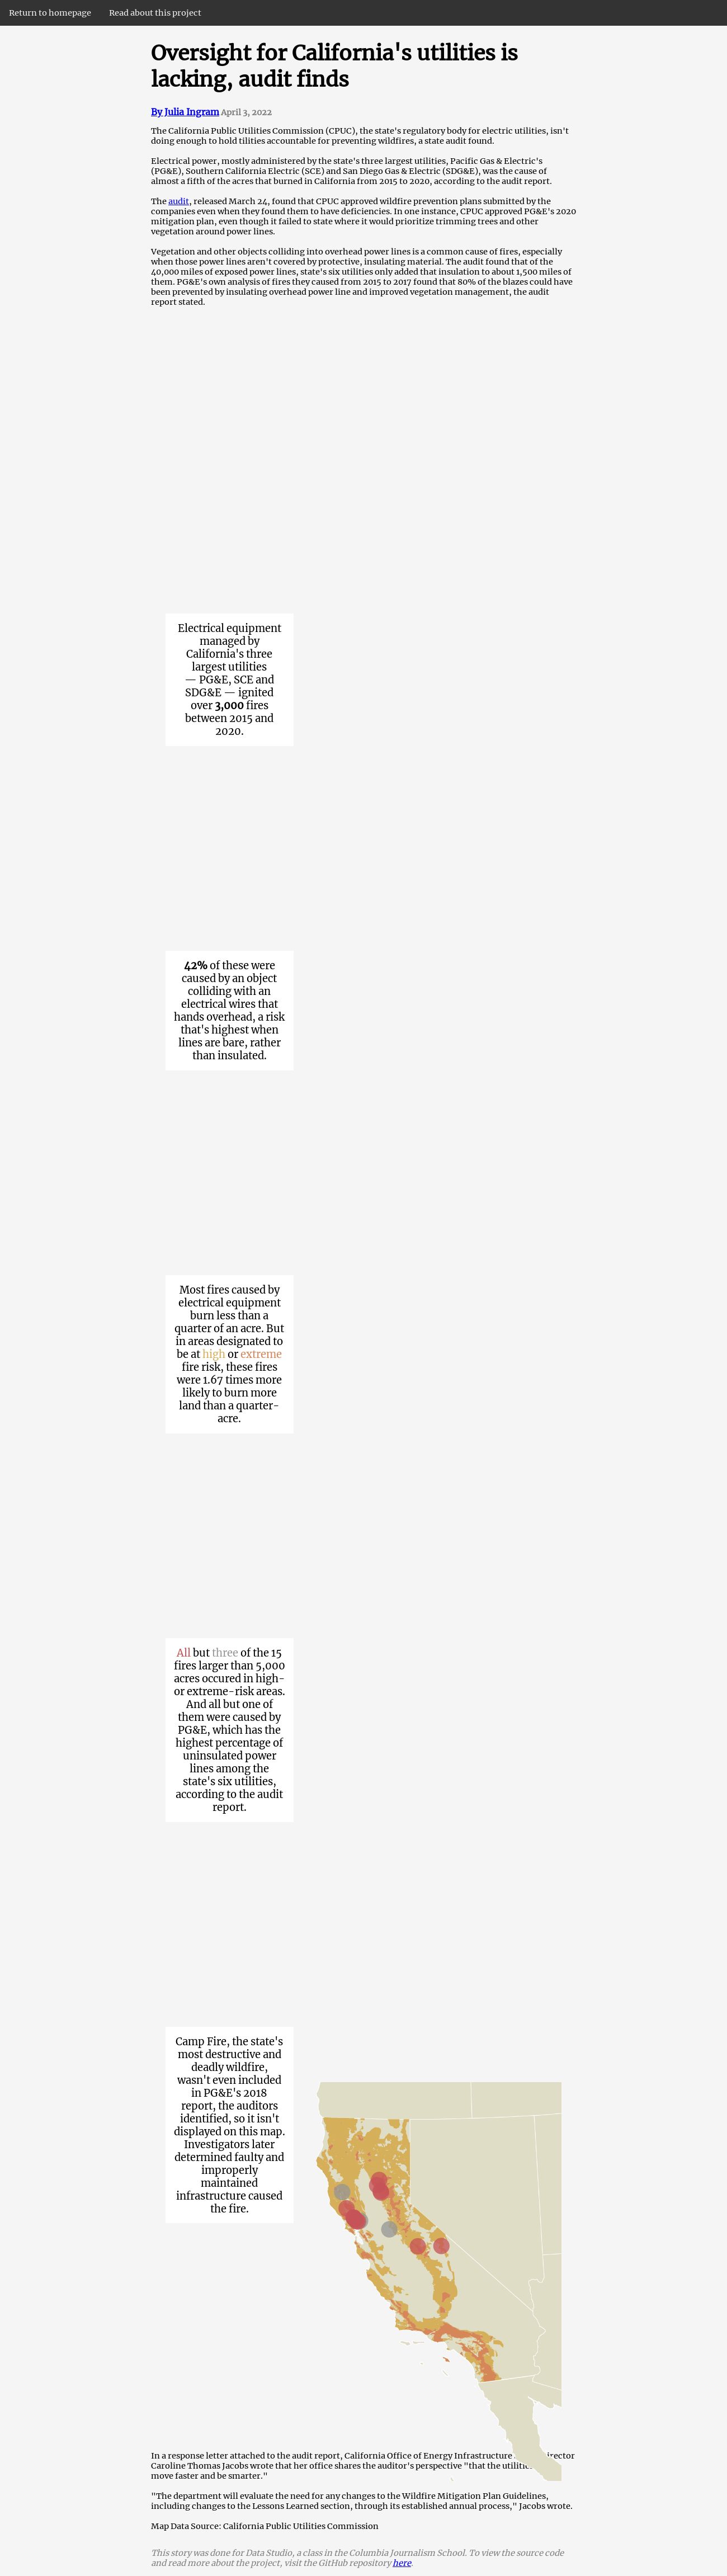 Return to homepage Read about this project
Oversight for California's utilities is
lacking, audit finds
By Julia Ingram April 3, 2022
The California Public Utilities Commission (CPUC), the state's regulatory body for electric utilities, isn't
doing enough to hold tilities accountable for preventing wildfires, a state audit found.
Electrical power, mostly administered by the state's three largest utilities, Pacific Gas & Electric's
(PG&E), Southern California Electric (SCE) and San Diego Gas & Electric (SDG&E), was the cause of
almost a fifth of the acres that burned in California from 2015 to 2020, according to the audit report.
The audit, released March 24, found that CPUC approved wildfire prevention plans submitted by the
companies even when they found them to have deficiencies. In one instance, CPUC approved PG&E's 2020
mitigation plan, even though it failed to state where it would prioritize trimming trees and other
vegetation around power lines.
Vegetation and other objects colliding into overhead power lines is a common cause of fires, especially
when those power lines aren't covered by protective, insulating material. The audit found that of the
40,000 miles of exposed power lines, state's six utilities only added that insulation to about 1,500 miles of
them. PG&E's own analysis of fires they caused from 2015 to 2017 found that 80% of the blazes could have
been prevented by insulating overhead power line and improved vegetation management, the audit
report stated.
Electrical equipment
managed by
California's three
largest utilities
— PG&E, SCE and
SDG&E — ignited
over 3,000 fires
between 2015 and
2020.
42% of these were
caused by an object
colliding with an
electrical wires that
hands overhead, a risk
that's highest when
lines are bare, rather
than insulated.
Most fires caused by
electrical equipment
burn less than a
quarter of an acre. But
in areas designated to
be at high or extreme
fire risk, these fires
were 1.67 times more
likely to burn more
land than a quarter-
acre.
All but three of the 15
fires larger than 5,000
acres occured in high-
or extreme-risk areas.
And all but one of
them were caused by
PG&E, which has the
highest percentage of
uninsulated power
lines among the
state's six utilities,
according to the audit
report.
Camp Fire, the state's
most destructive and
deadly wildfire,
wasn't even included
in PG&E's 2018
report, the auditors
identified, so it isn't
displayed on this map.
Investigators later
determined faulty and
improperly
maintained
infrastructure caused
the fire.
In a response letter attached to the audit report, California Office of Energy Infrastructure
Caroline Thomas Jacobs wrote that her office shares the auditor's perspective "that the
move faster and be smarter."
"The department will evaluate the need for any changes to the Wildfire Mitigation Plan Guidelines,
including changes to the Lessons Learned section, through its established annual process," Jacobs wrote.
Map Data Source: California Public Utilities Commission
This story was done for Data Studio, a class in the Columbia Journalism School. To view the source code
and read more about the project, visit the GitHub repository here.